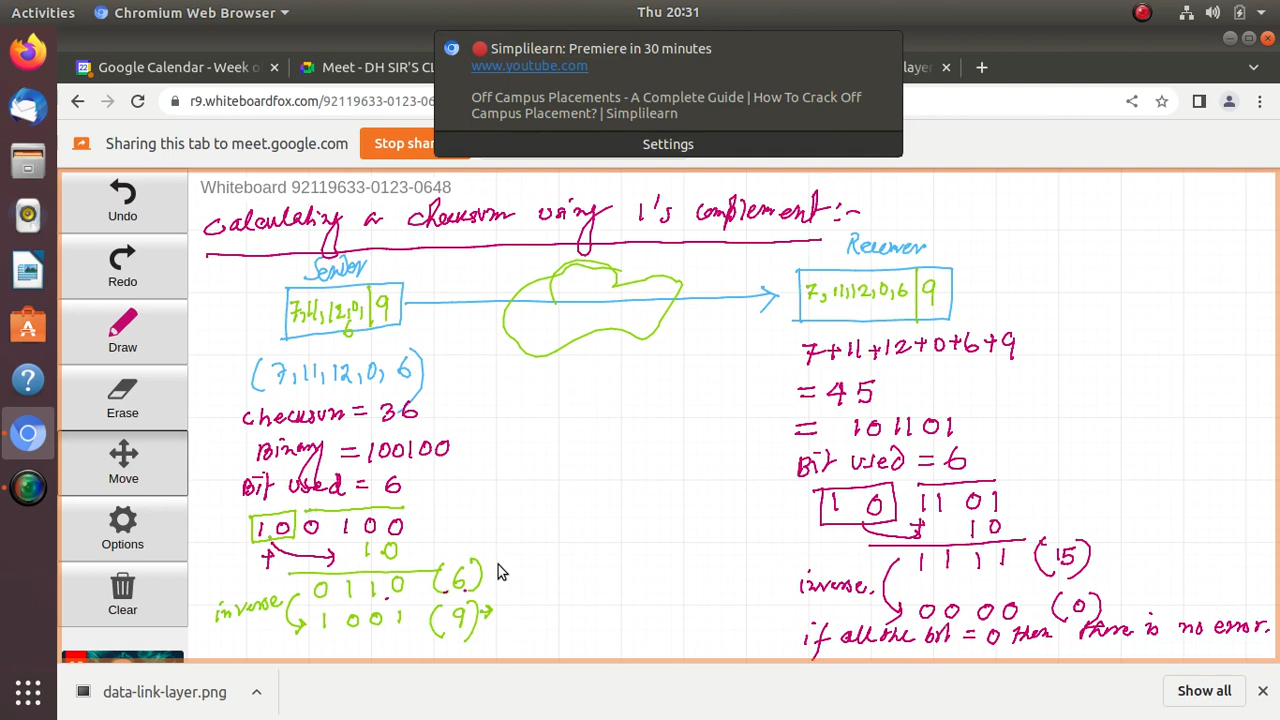 Activities
Chromium Web Browser
Thu 20:31
Google Calendar - Week o
Meet - DH SIR'S CL
ayer
Simplilearn: Premiere in 30 minutes
www.youtube.com
Off Campus Placements - A Complete Guide | How To Crack Off
Campus Placement? | Simplilearn
Settings
r9.whiteboardfox.com/92119633-0123-06
Sharing this tab to meet.google.com
Stop shar
Undo
Redo
Draw
Erase
Move
Options
Clear
Whiteboard 92119633-0123-0648
Calculating a checksum using 1's complement :-
Sender
7, 11, 12, 0, 6 | 9
(7, 11, 12, 0, 6)
checksum = 36
Binary = 100100
Bit used = 6
1 0 0 1 0 0
+ 1 0
0 1 1 0 (6)
inverse 1 0 0 1 (9)
Receiver
7, 11, 12, 0, 6 | 9
7+11+12+0+6+9
= 45
= 101101
Bit used = 6
1 0 1 1 0 1
+ 1 0
1 1 1 1 (15)
inverse.
0 0 0 0 (0)
if all the bit = 0 then there is no error.
data-link-layer.png
Show all